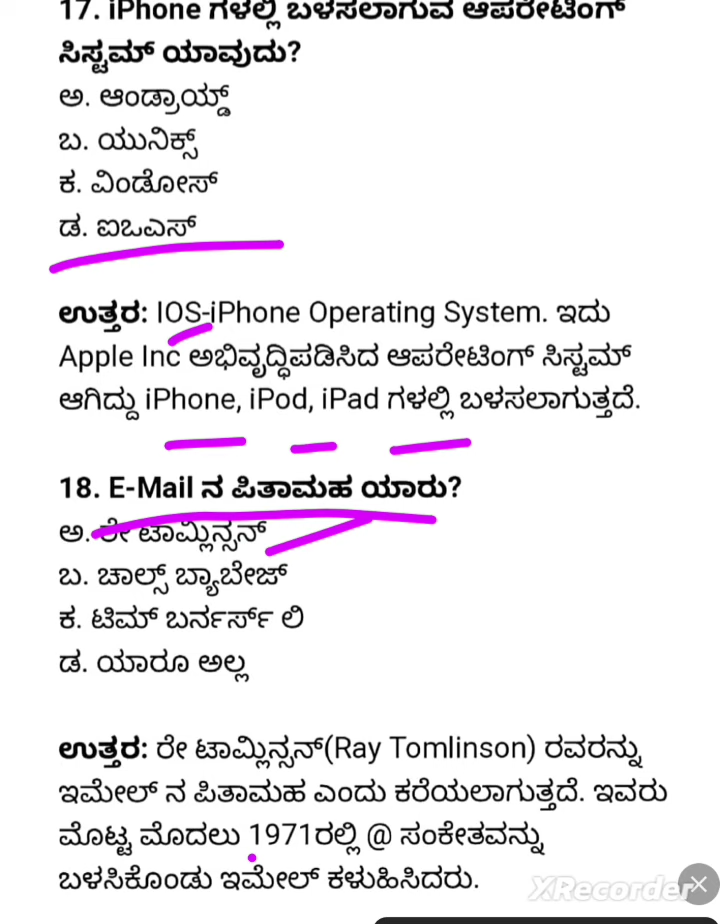 17. iPhone ಗಳಲ್ಲಿ ಬಳಸಲಾಗುವ ಆಪರೇಟಿಂಗ್
ಸಿಸ್ಟಮ್ ಯಾವುದು?
ಅ. ಆಂಡ್ರಾಯ್ಡ್
ಬ. ಯುನಿಕ್ಸ್
ಕ. ವಿಂಡೋಸ್
ಡ. ಐಒಎಸ್
ಉತ್ತರ: IOS-iPhone Operating System. ಇದು
Apple Inc ಅಭಿವೃದ್ಧಿಪಡಿಸಿದ ಆಪರೇಟಿಂಗ್ ಸಿಸ್ಟಮ್
ಆಗಿದ್ದು iPhone, iPod, iPad ಗಳಲ್ಲಿ ಬಳಸಲಾಗುತ್ತದೆ.
18. E-Mail ನ ಪಿತಾಮಹ ಯಾರು?
ಅ. ರೇ ಟಾಮ್ಲಿನ್ಸನ್
ಬ. ಚಾಲ್ಸ್ ಬ್ಯಾಬೇಜ್
ಕ. ಟಿಮ್ ಬರ್ನರ್ಸ್ ಲಿ
ಡ. ಯಾರೂ ಅಲ್ಲ
ಉತ್ತರ: ರೇ ಟಾಮ್ಲಿನ್ಸನ್(Ray Tomlinson) ರವರನ್ನು
ಇಮೇಲ್ ನ ಪಿತಾಮಹ ಎಂದು ಕರೆಯಲಾಗುತ್ತದೆ. ಇವರು
ಮೊಟ್ಟ ಮೊದಲು 1971ರಲ್ಲಿ @ ಸಂಕೇತವನ್ನು
ಬಳಸಿಕೊಂಡು ಇಮೇಲ್ ಕಳುಹಿಸಿದರು.
XRecorder